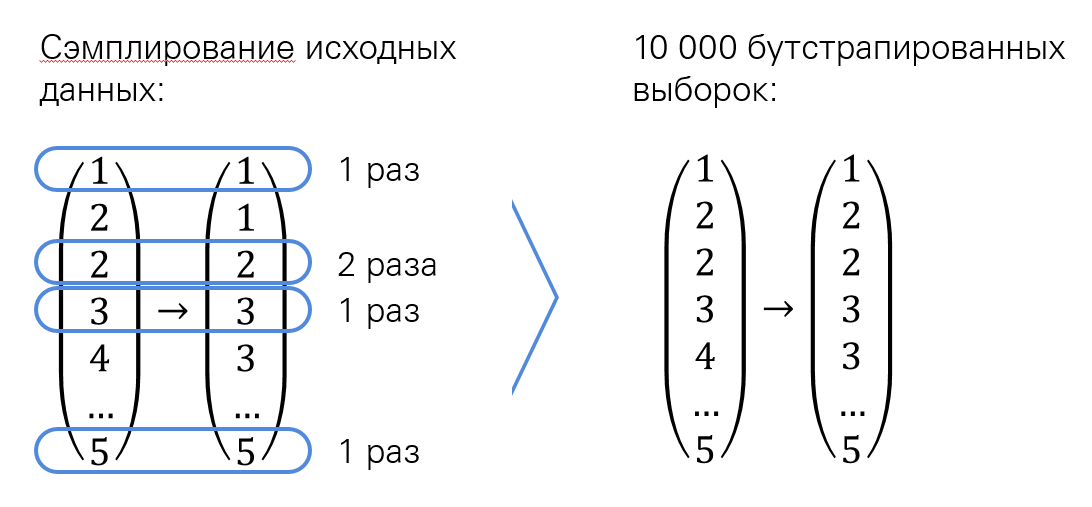 Сэмплирование исходных
данных:
10 000 бутстрапированных
выборок:
1 1 1 раз
2 1
2 2 2 раза
3 → 3 1 раз
4 3
... ...
5 5 1 раз
1 1
2 2
2 2
3 → 3
4 3
... ...
5 5